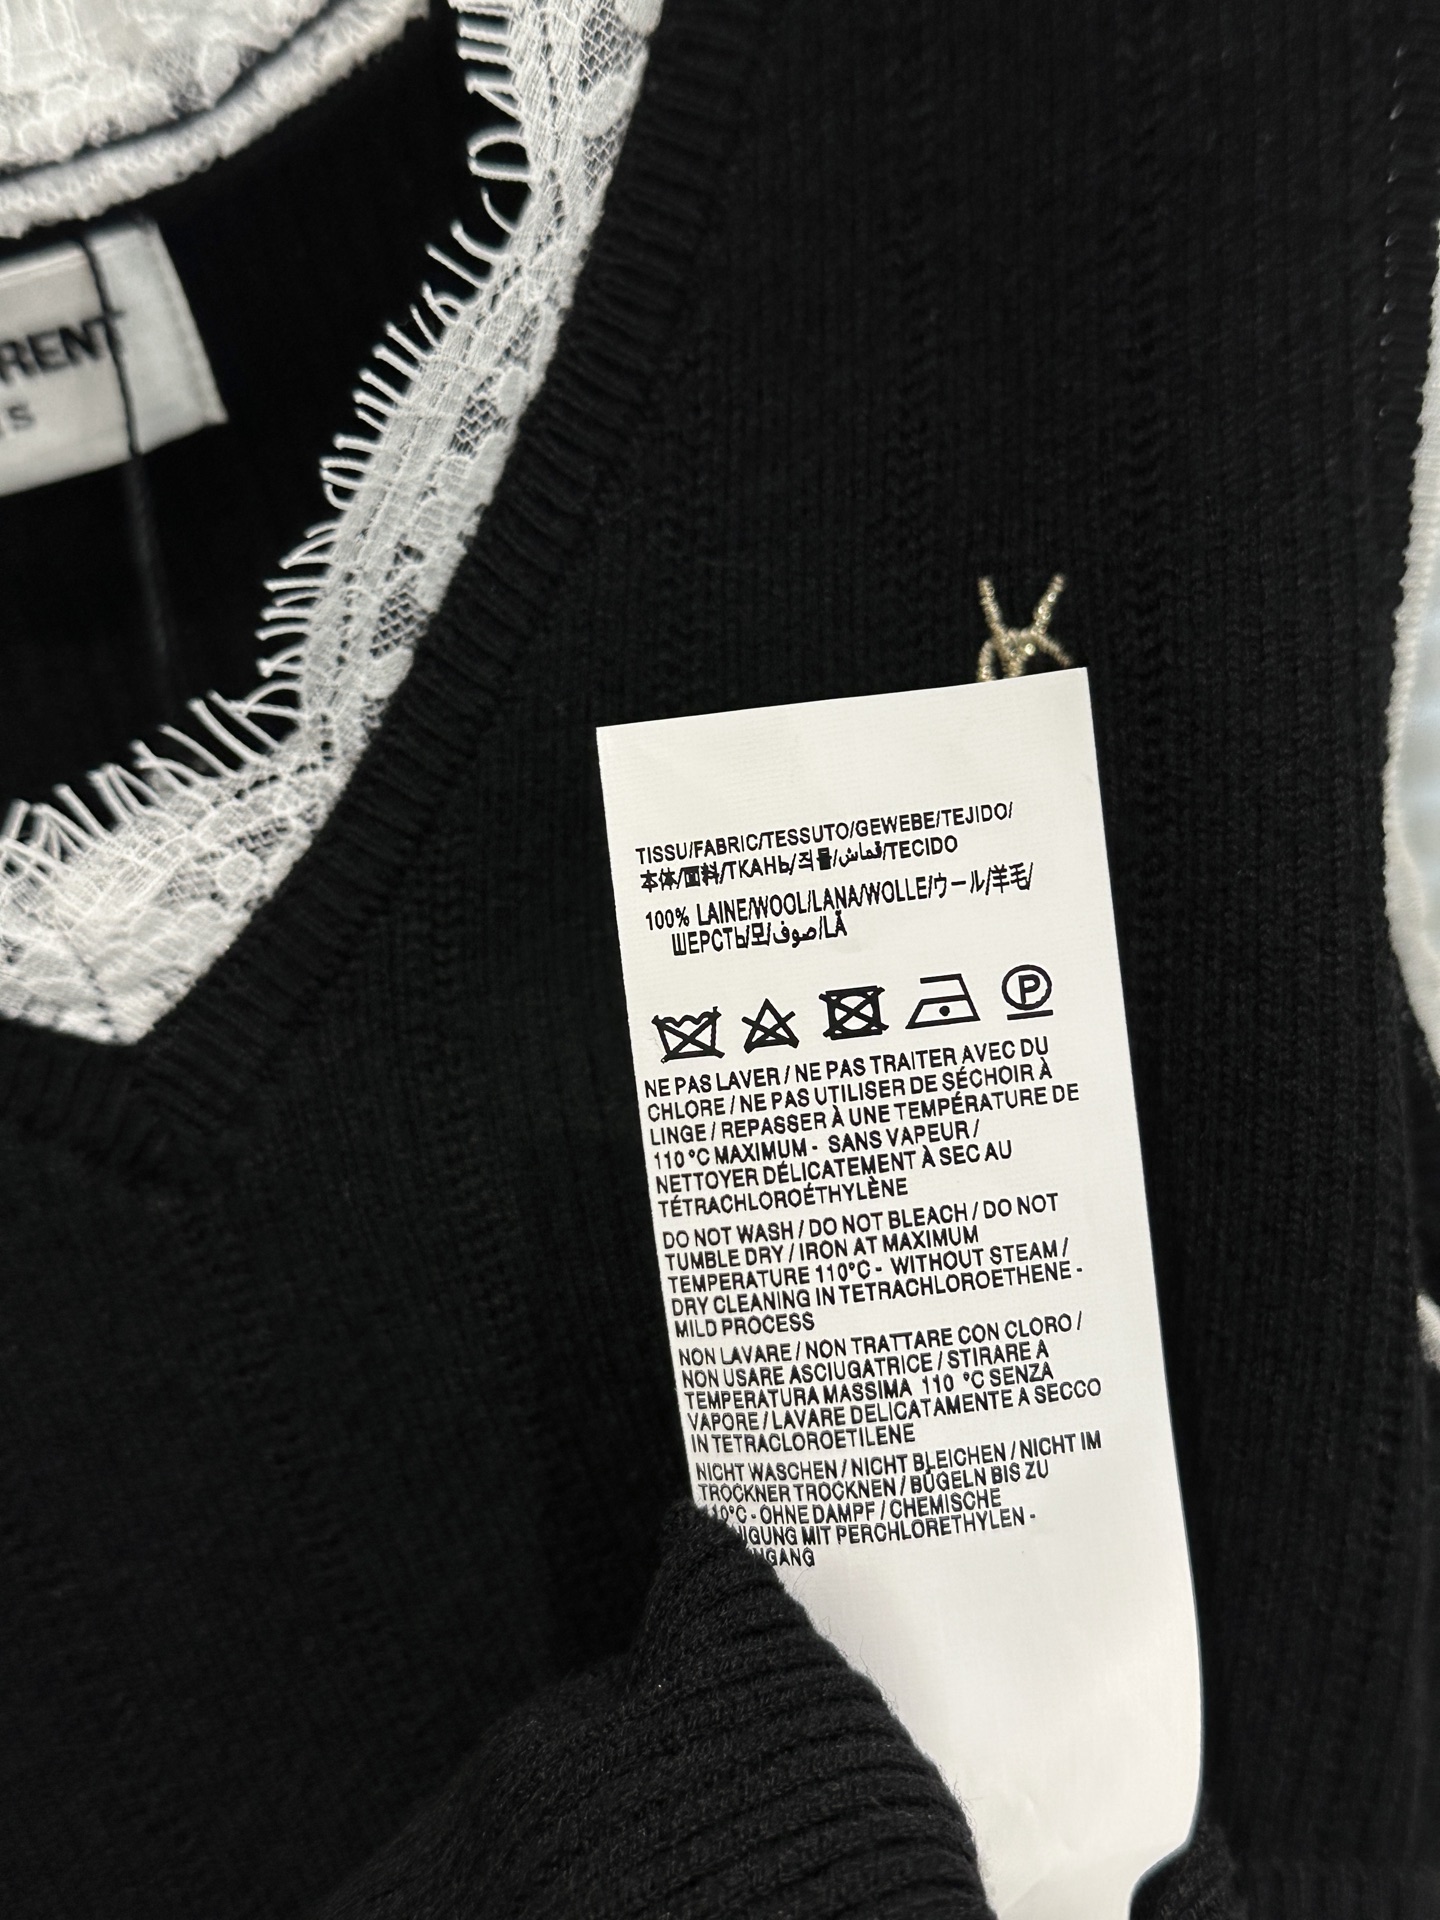 RENT
IS
TISSU/FABRIC/TESSUTO/GEWEBE/TEJIDO/
本体/面料/ТКАНЬ/직물/قماش/TECIDO
100% LAINE/WOOL/LANA/WOLLE/ウール/羊毛/
ШЕРСТЬ/모/صوف/LÃ
P
NE PAS LAVER / NE PAS TRAITER AVEC DU
CHLORE / NE PAS UTILISER DE SÉCHOIR À
LINGE / REPASSER À UNE TEMPÉRATURE DE
110 °C MAXIMUM - SANS VAPEUR /
NETTOYER DÉLICATEMENT À SEC AU
TÉTRACHLOROÉTHYLÈNE
DO NOT WASH / DO NOT BLEACH / DO NOT
TUMBLE DRY / IRON AT MAXIMUM
TEMPERATURE 110°C - WITHOUT STEAM /
DRY CLEANING IN TETRACHLOROETHENE -
MILD PROCESS
NON LAVARE / NON TRATTARE CON CLORO /
NON USARE ASCIUGATRICE / STIRARE A
TEMPERATURA MASSIMA 110 °C SENZA
VAPORE / LAVARE DELICATAMENTE A SECCO
IN TETRACLOROETILENE
NICHT WASCHEN / NICHT BLEICHEN / NICHT IM
TROCKNER TROCKNEN / BÜGELN BIS ZU
10°C - OHNE DAMPF / CHEMISCHE
IGUNG MIT PERCHLORETHYLEN -
NGANG